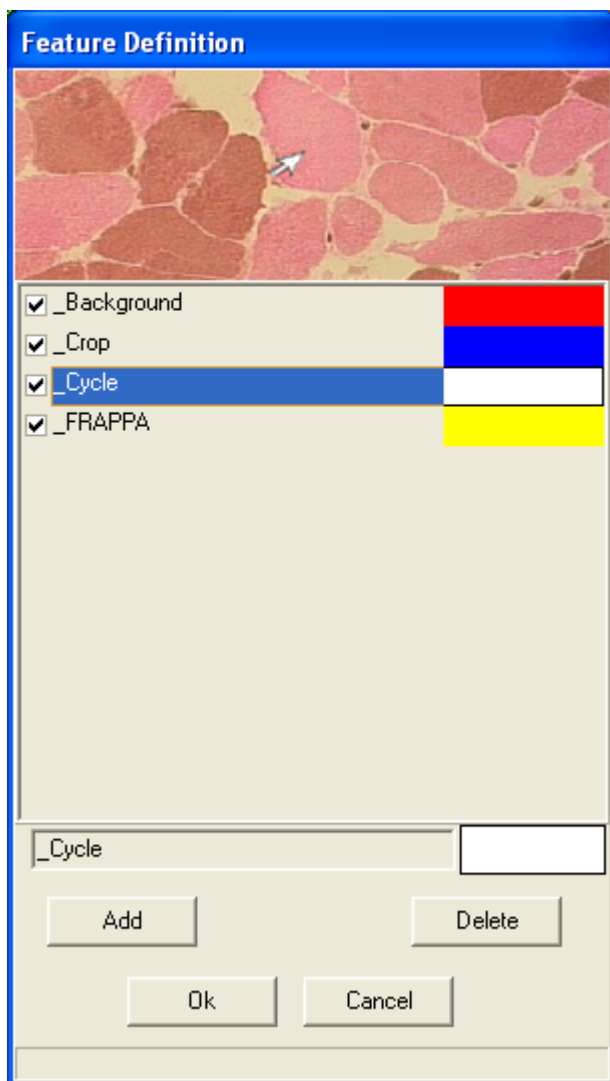 Feature Definition
_Background
_Crop
_Cycle
_FRAPPA
_Cycle
Add Delete
Ok Cancel